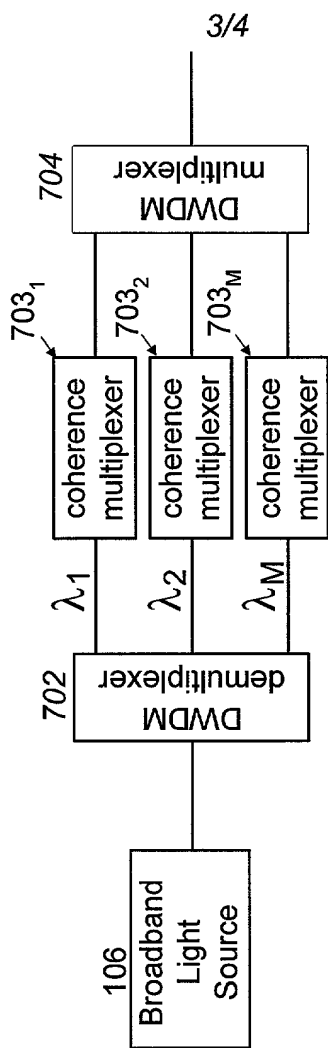 106
Broadband
Light
Source
702
DWDM
demultiplexer
λ1
λ2
λM
703₁
coherence
multiplexer
703₂
coherence
multiplexer
703M
coherence
multiplexer
704
DWDM
multiplexer
3/4